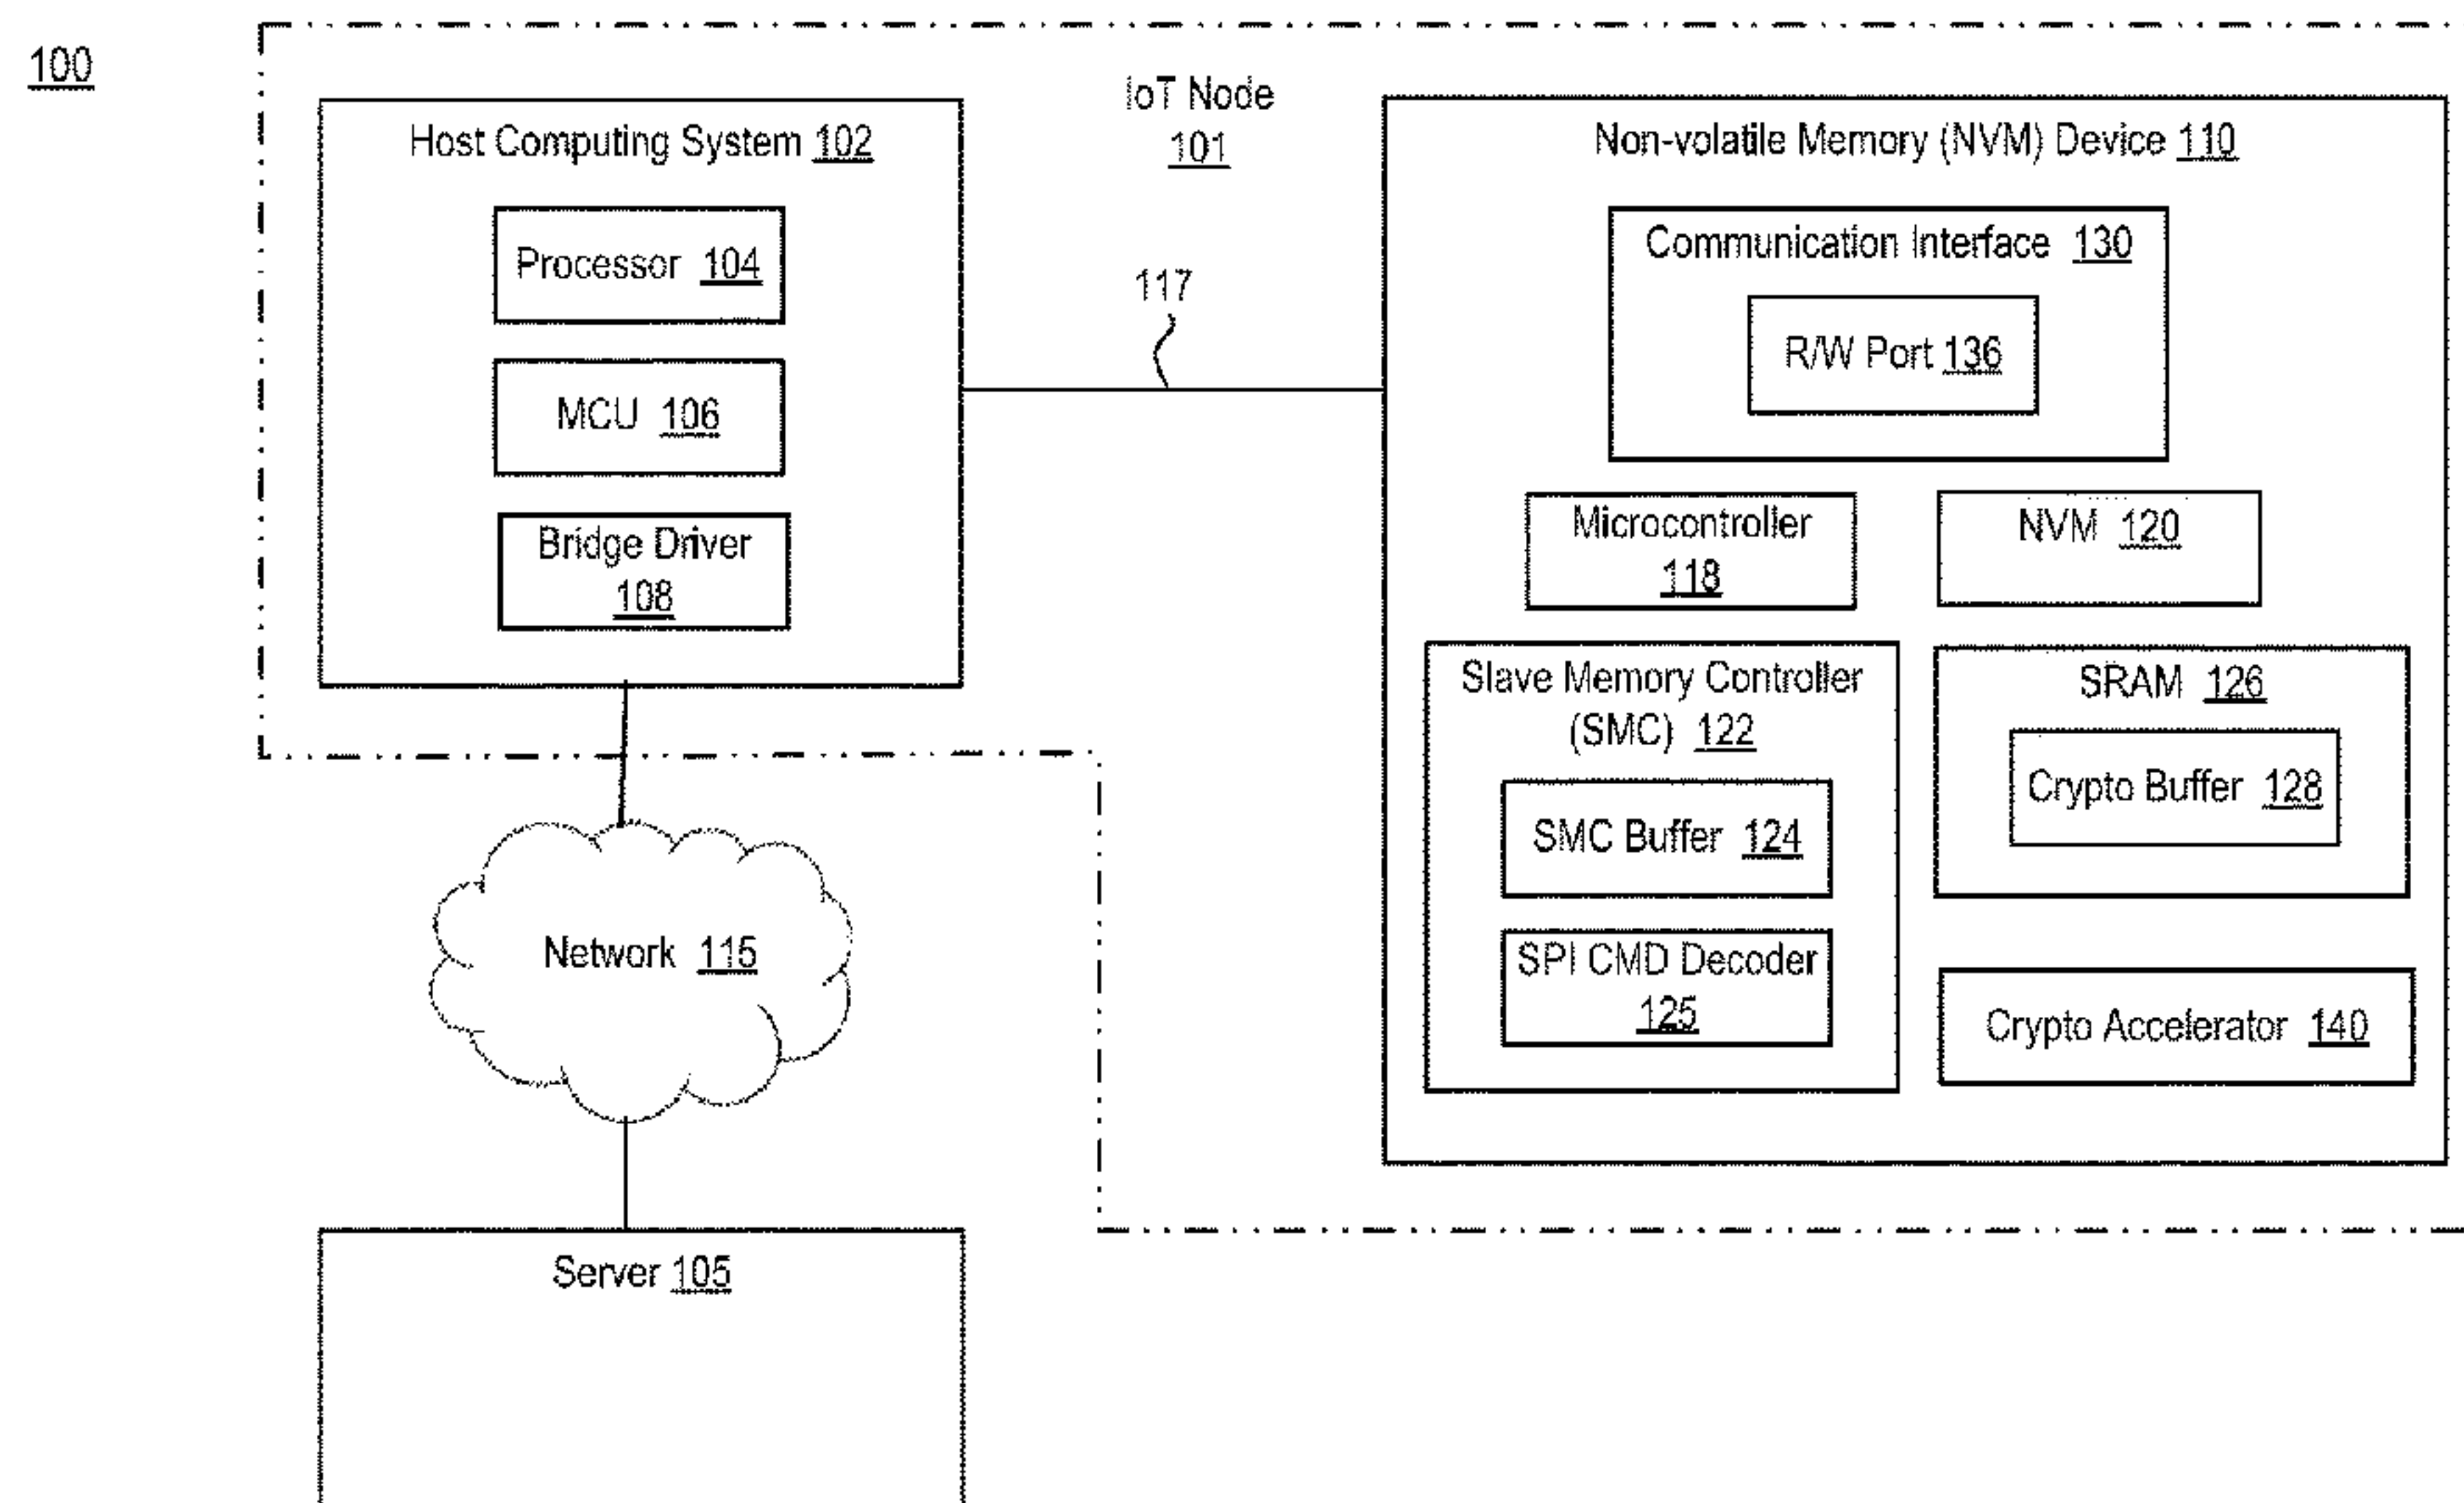 100
IoT Node
101
Host Computing System 102
Processor 104
MCU 106
Bridge Driver
108
117
Non-volatile Memory (NVM) Device 110
Communication Interface 130
R/W Port 136
Microcontroller
118
NVM 120
Slave Memory Controller
(SMC) 122
SMC Buffer 124
SPI CMD Decoder
125
SRAM 126
Crypto Buffer 128
Crypto Accelerator 140
Network 115
Server 105